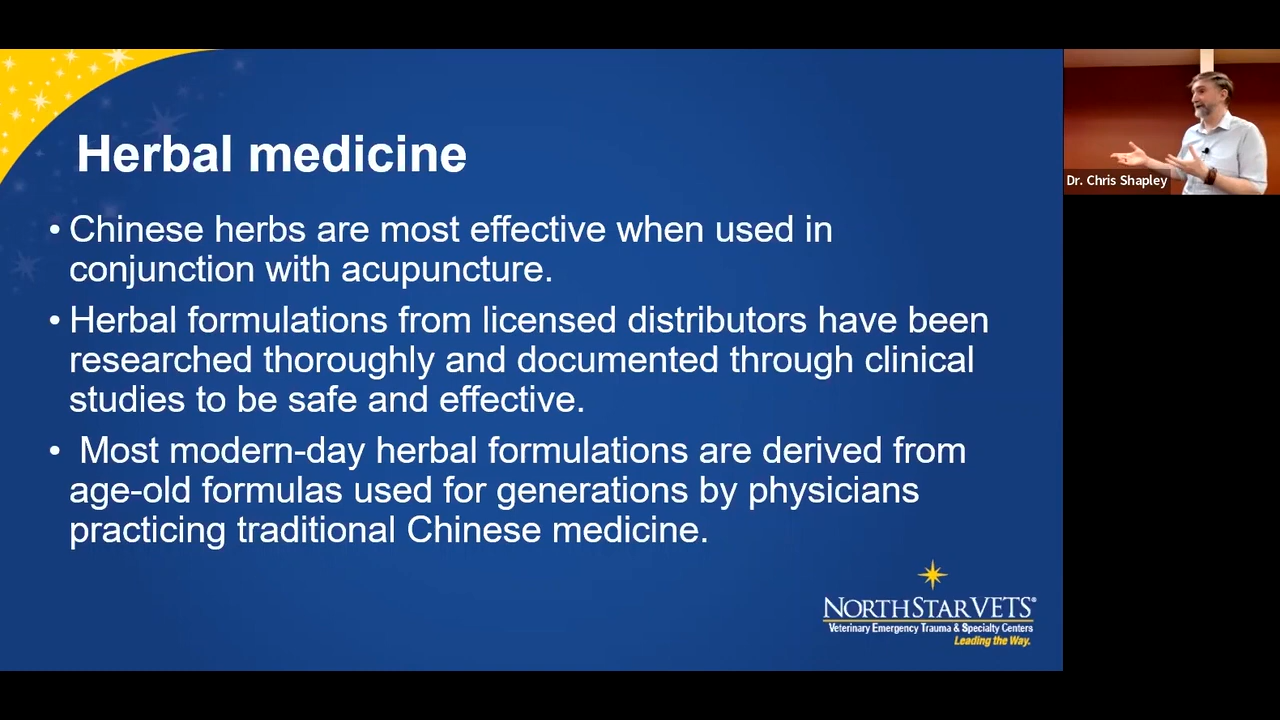 Herbal medicine
• Chinese herbs are most effective when used in
conjunction with acupuncture.
• Herbal formulations from licensed distributors have been
researched thoroughly and documented through clinical
studies to be safe and effective.
• Most modern-day herbal formulations are derived from
age-old formulas used for generations by physicians
practicing traditional Chinese medicine.
NORTHSTAR VETS®
Veterinary Emergency Trauma & Specialty Centers
Leading the Way.
Dr. Chris Shapley